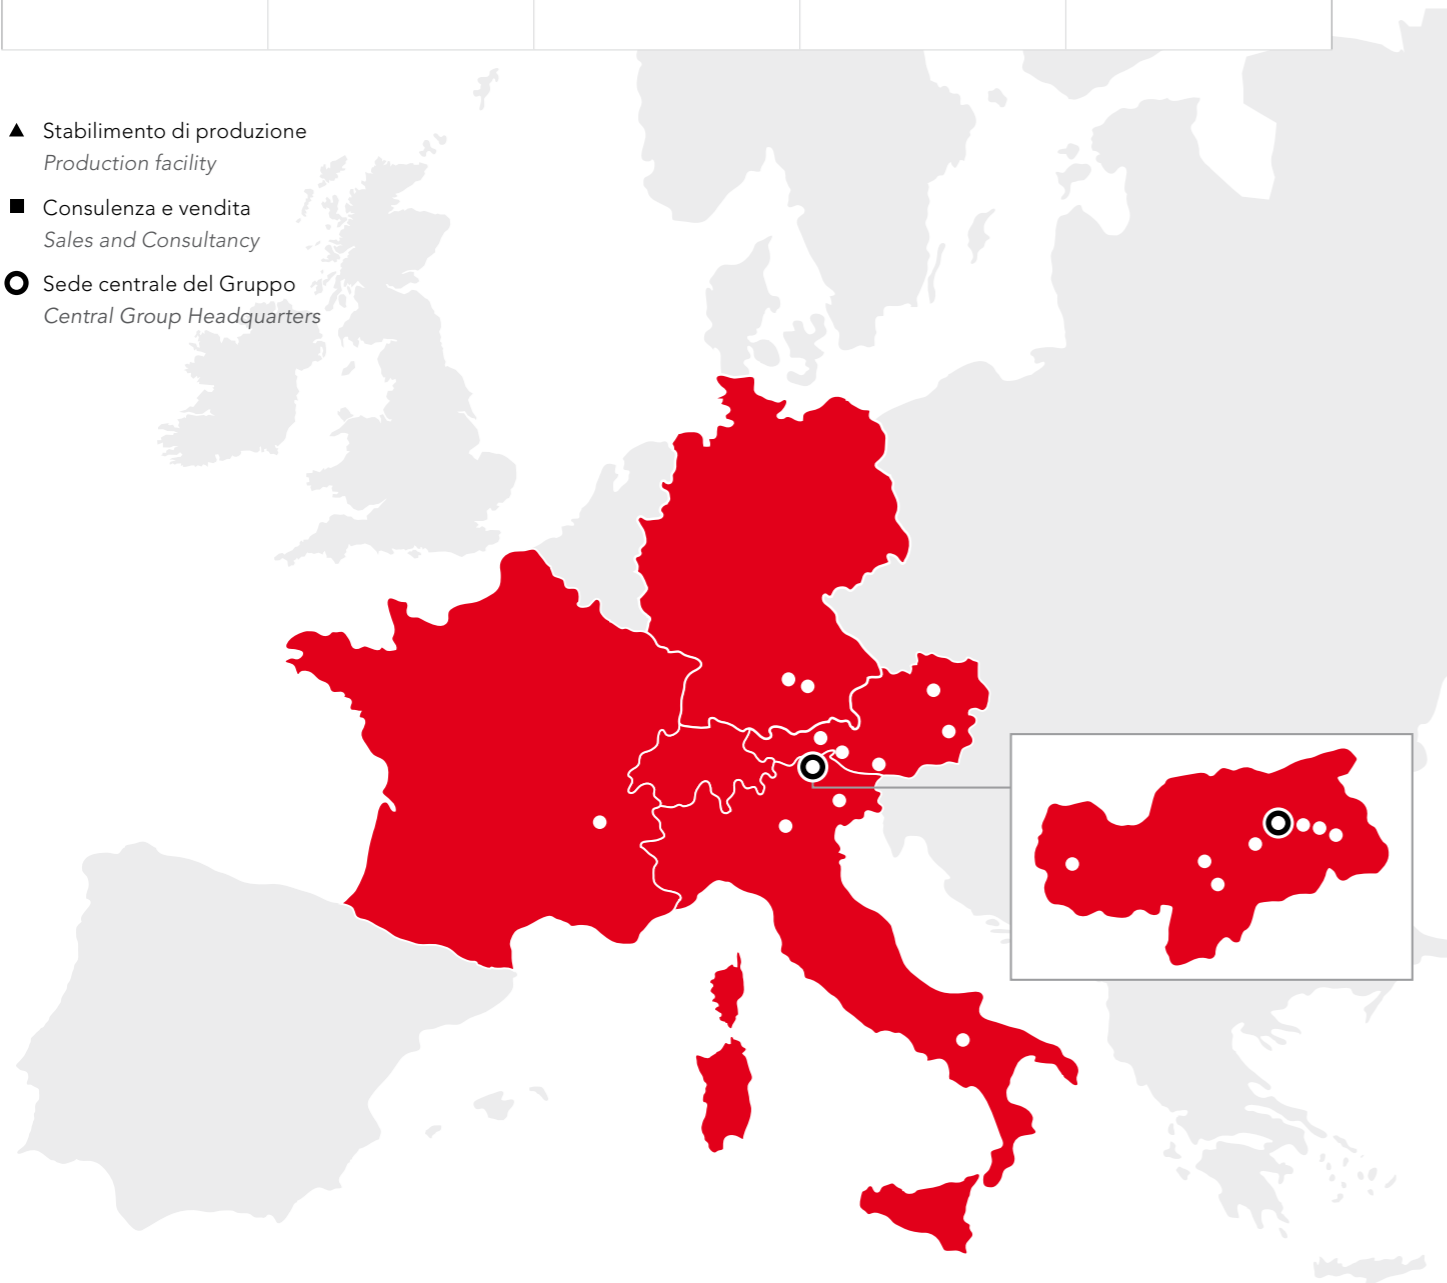 Stabilimento di produzione
Production facility
Consulenza e vendita
Sales and Consultancy
Sede centrale del Gruppo
Central Group Headquarters